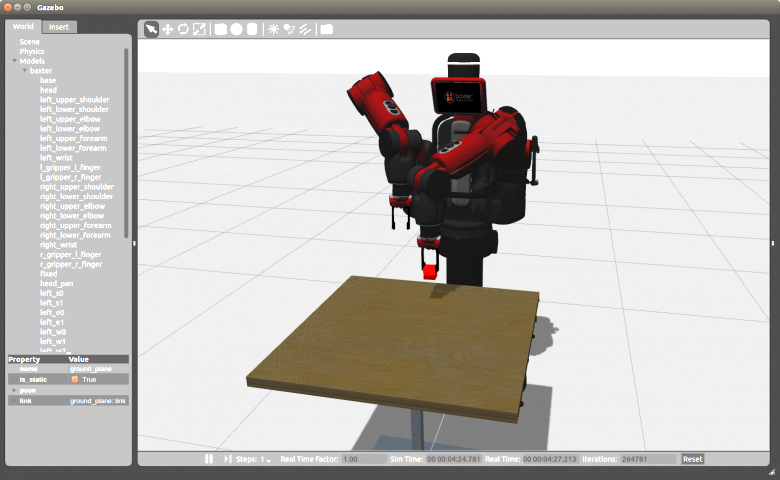 Gazebo
World Insert
Scene
Physics
Models
baxter
base
head
left_upper_shoulder
left_lower_shoulder
left_upper_elbow
left_lower_elbow
left_upper_forearm
left_lower_forearm
left_wrist
l_gripper_l_finger
l_gripper_r_finger
right_upper_shoulder
right_lower_shoulder
right_upper_elbow
right_lower_elbow
right_upper_forearm
right_lower_forearm
right_wrist
r_gripper_l_finger
r_gripper_r_finger
fixed
head_pan
left_s0
left_s1
left_e0
left_e1
left_w0
left_w1
left_w2
Property Value
name ground_plane
is_static True
pose
link ground_plane::link
baxter
Steps: 1 Real Time Factor: 1.00 Sim Time: 00 00:04:24.781 Real Time: 00 00:04:27.213 Iterations: 264781 Reset